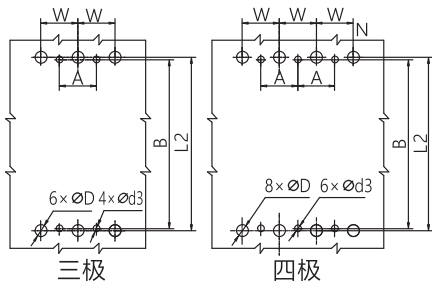 W W W W W N
A A A
B L2 B L2
6×ØD 4×Ød3 8×ØD 6×Ød3
三极 四极